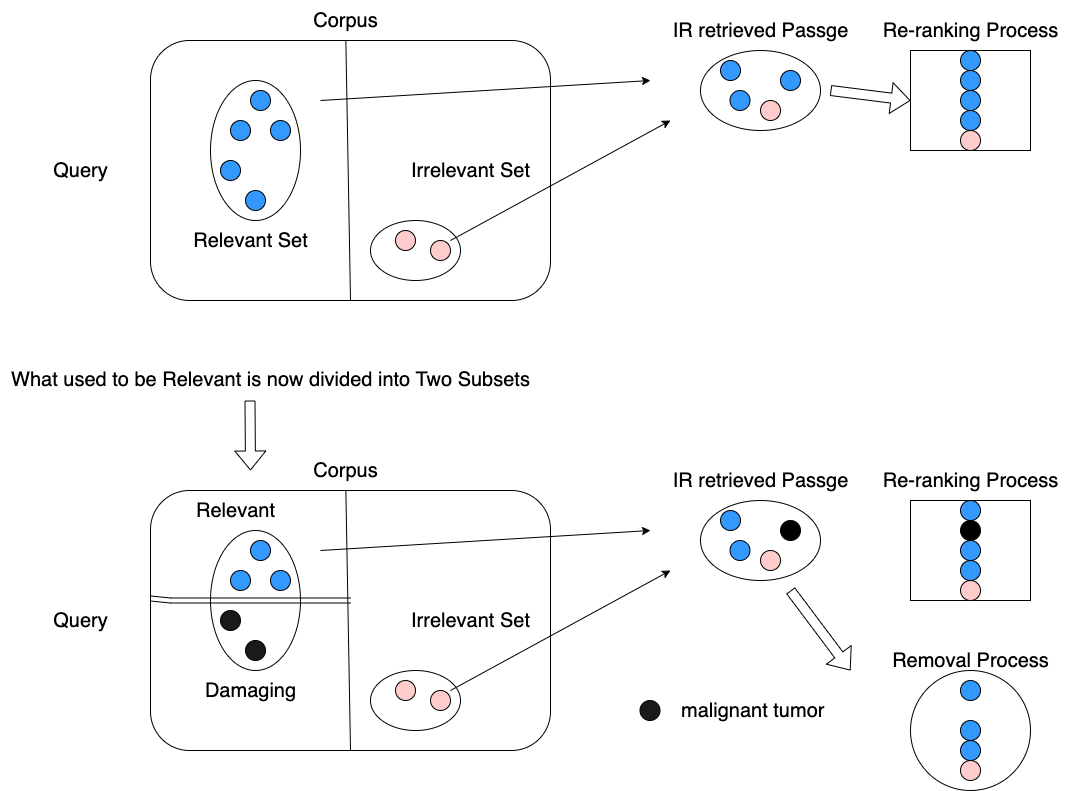 Corpus
IR retrieved Passge
Re-ranking Process
Query
Irrelevant Set
Relevant Set
What used to be Relevant is now divided into Two Subsets
Corpus
IR retrieved Passge
Re-ranking Process
Relevant
Query
Irrelevant Set
Removal Process
Damaging
malignant tumor